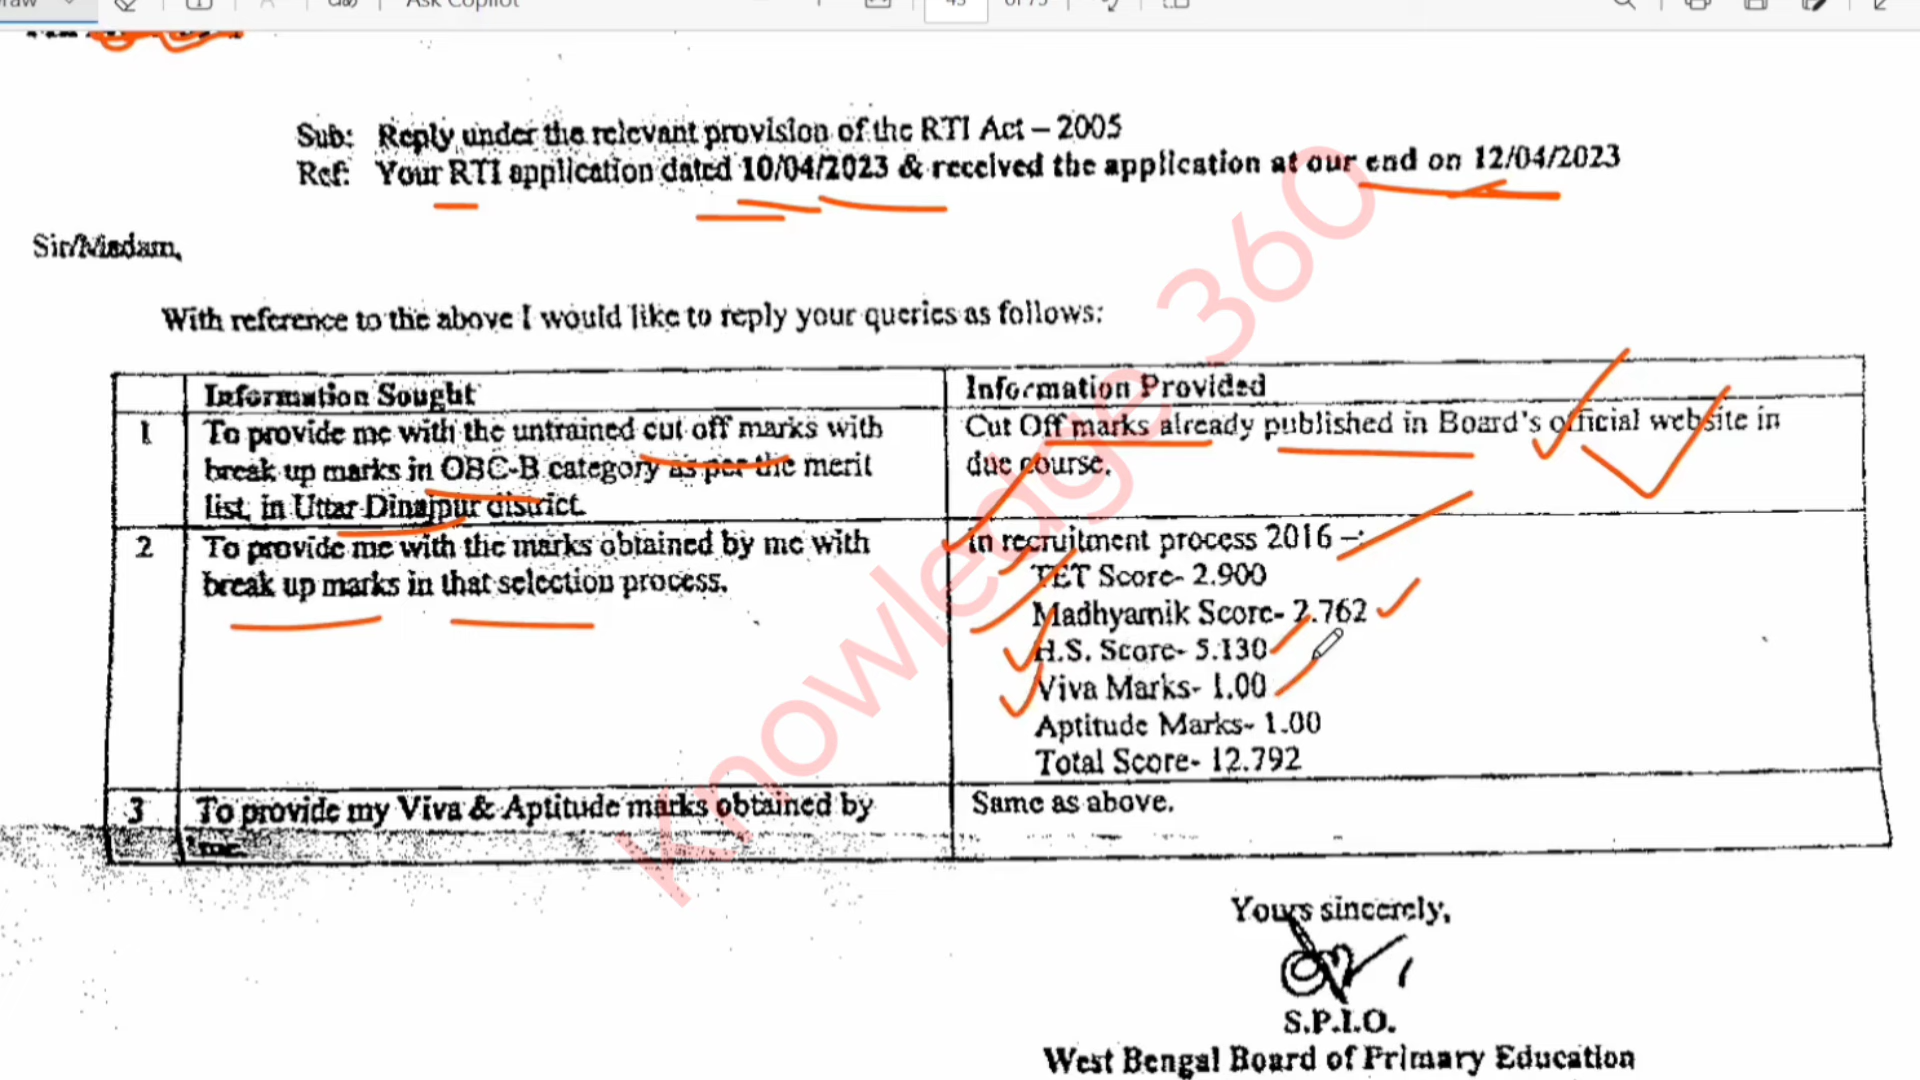 Ask Copilot
Sub: Reply under the relevant provision of the RTI Act – 2005
Ref: Your RTI application dated 10/04/2023 & received the application at our end on 12/04/2023
Sir/Madam,
With reference to the above I would like to reply your queries as follows:
Information Sought
Information Provided
1
To provide me with the untrained cut off marks with
break up marks in OBC-B category as per the merit
list, in Uttar Dinajpur district.
Cut Off marks already published in Board's official website in
due course.
2
To provide me with the marks obtained by me with
break up marks in that selection process.
In recruitment process 2016 –:
TET Score- 2.900
Madhyamik Score- 2.762
H.S. Score- 5.130
Viva Marks- 1.00
Aptitude Marks- 1.00
Total Score- 12.792
3
To provide my Viva & Aptitude marks obtained by
me.
Same as above.
Knowledge 360
Yours sincerely,
S.P.I.O.
West Bengal Board of Primary Education